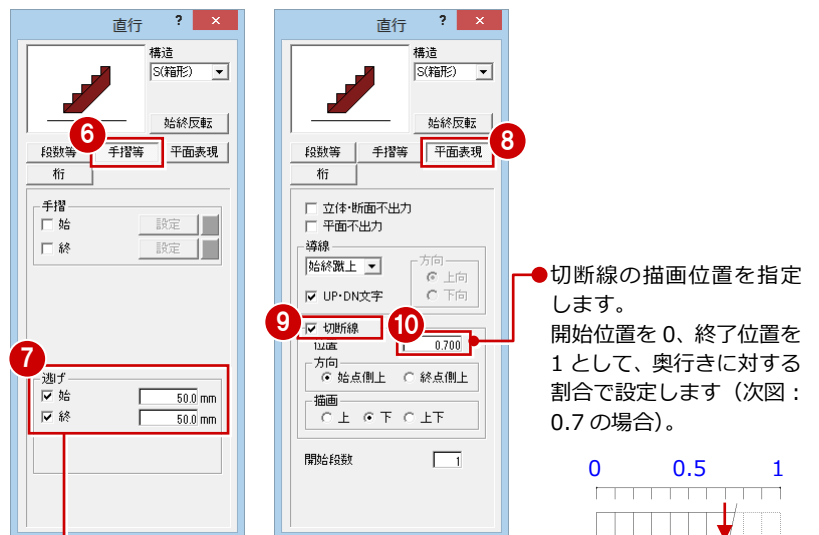 直行 ? ×
構造
S(箱形)
始終反転
6
段数等 手摺等 平面表現
桁
手摺
始 設定
終 設定
7
逃げ
始 50.0 mm
終 50.0 mm
直行 ? ×
構造
S(箱形)
始終反転
8
段数等 手摺等 平面表現
桁
立体・断面不出力
平面不出力
導線
始終蹴上
方向
上向
下向
UP・DN文字
9
切断線
10
位置 0.700
方向
始点側上 終点側上
描画
上 下 上下
開始段数 1
切断線の描画位置を指定
します。
開始位置を 0、終了位置を
1 として、奥行きに対する
割合で設定します（次図：
0.7 の場合）。
0 0.5 1